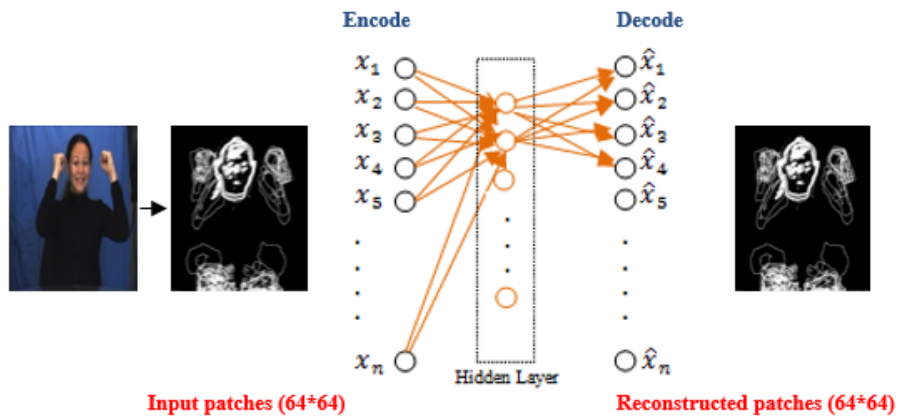 Encode
Decode
x₁
x₂
x₃
x₄
x₅
xₙ
x̂₁
x̂₂
x̂₃
x̂₄
x̂₅
x̂ₙ
Hidden Layer
Input patches (64*64)
Reconstructed patches (64*64)